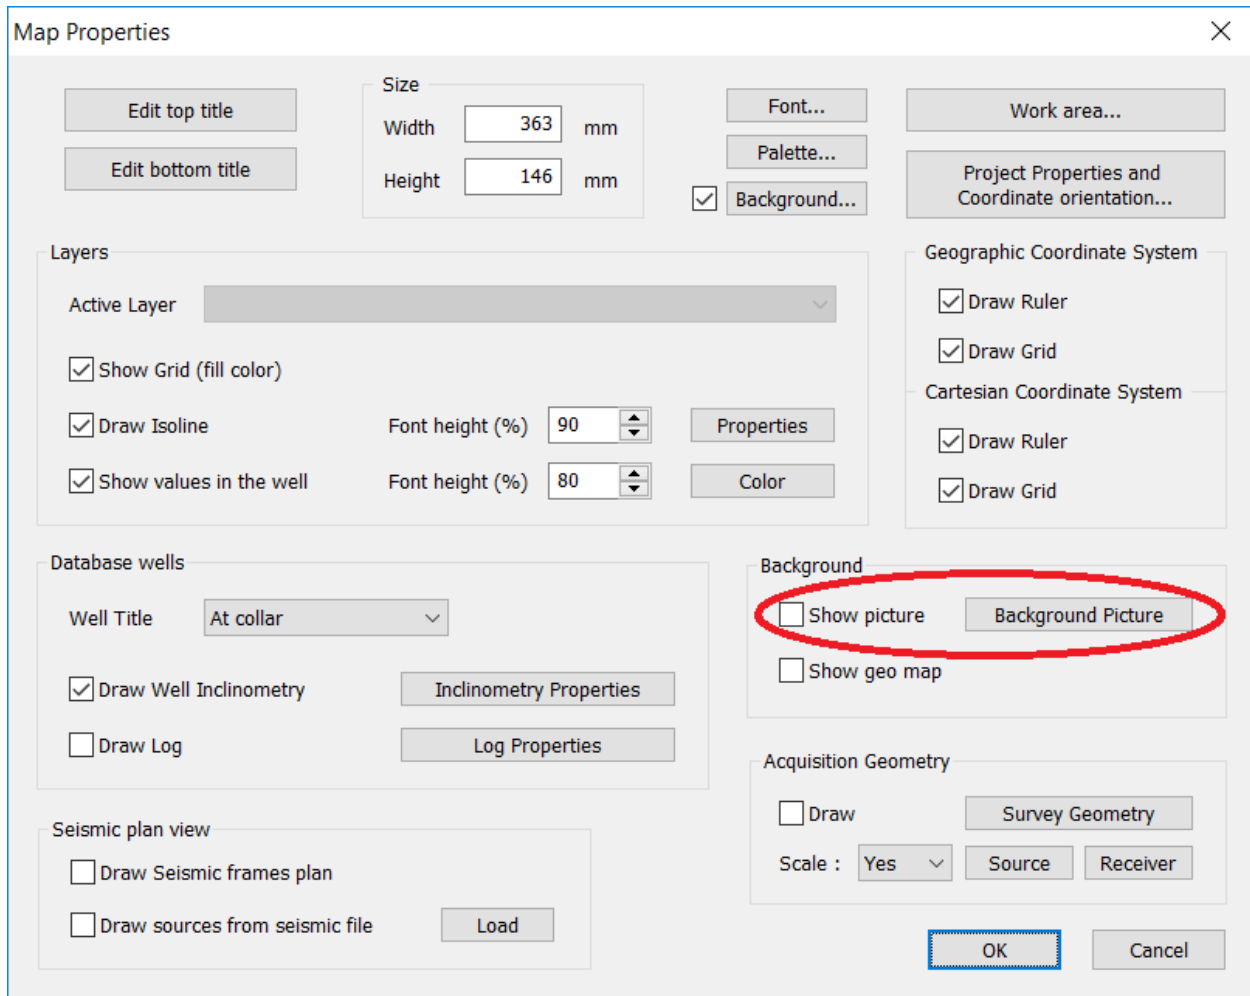 Map Properties
Edit top title
Edit bottom title
Size
Width 363 mm
Height 146 mm
Font...
Palette...
Background...
Work area...
Project Properties and
Coordinate orientation...
Layers
Active Layer
Show Grid (fill color)
Draw Isoline Font height (%) 90 Properties
Show values in the well Font height (%) 80 Color
Geographic Coordinate System
Draw Ruler
Draw Grid
Cartesian Coordinate System
Draw Ruler
Draw Grid
Database wells
Well Title At collar
Draw Well Inclinometry Inclinometry Properties
Draw Log Log Properties
Background
Show picture Background Picture
Show geo map
Acquisition Geometry
Draw Survey Geometry
Scale : Yes Source Receiver
Seismic plan view
Draw Seismic frames plan
Draw sources from seismic file Load
OK Cancel